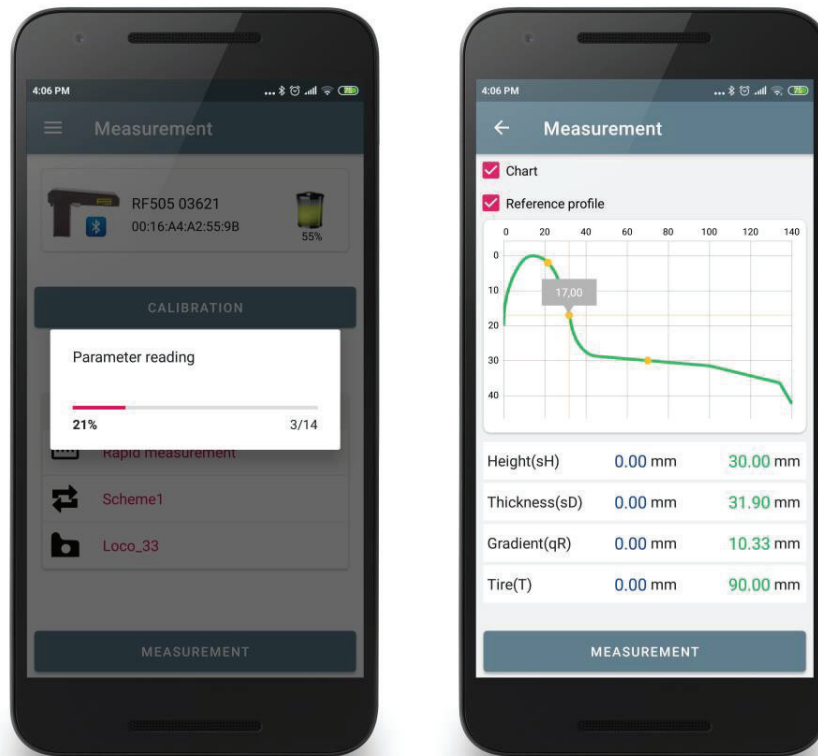 4:06 PM
Measurement
RF505 03621
00:16:A4:A2:55:9B
55%
CALIBRATION
Parameter reading
21% 3/14
Rapid measurement
Scheme1
Loco_33
MEASUREMENT
4:06 PM
Measurement
Chart
Reference profile
0 20 40 60 80 100 120 140
0
10
17,00
20
30
40
Height(sH) 0.00 mm 30.00 mm
Thickness(sD) 0.00 mm 31.90 mm
Gradient(qR) 0.00 mm 10.33 mm
Tire(T) 0.00 mm 90.00 mm
MEASUREMENT